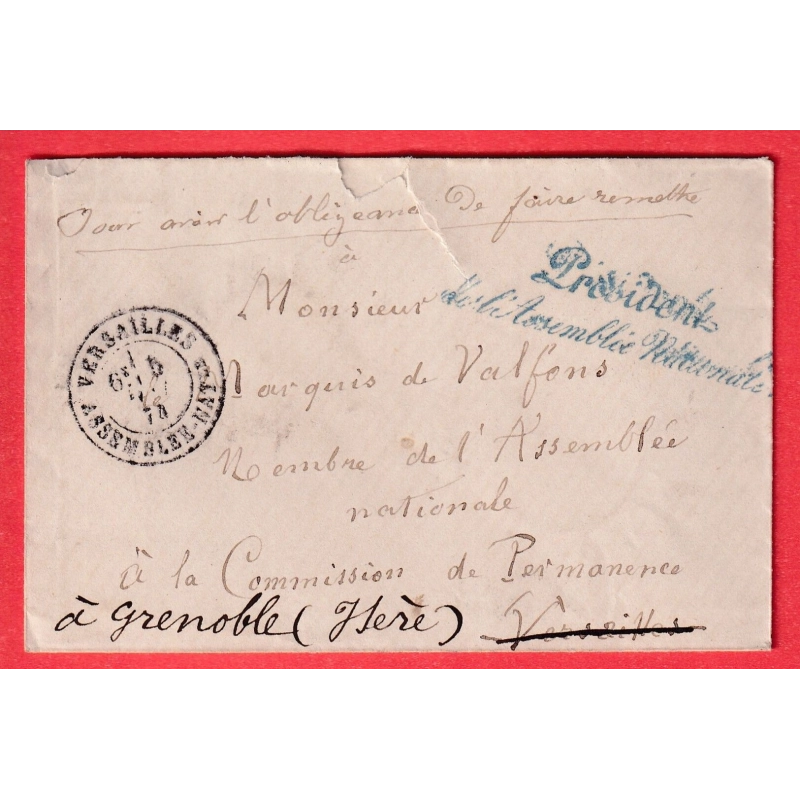 Pour avoir l'obligeance De faire remettre
à
Monsieur
Président
de l'Assemblée Nationale
VERSAILLES
ASSEMBLÉE-NATle
Marquis de Valfons
Membre de l'Assemblée
nationale
à la Commission de Permanence
à Grenoble (Isère) Versailles